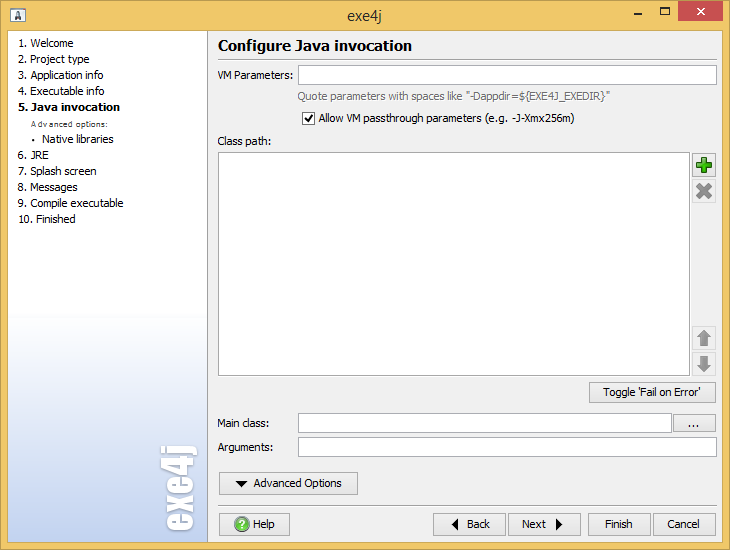 exe4j
1. Welcome
2. Project type
3. Application info
4. Executable info
5. Java invocation
Advanced options:
• Native libraries
6. JRE
7. Splash screen
8. Messages
9. Compile executable
10. Finished
exe4j
Configure Java invocation
VM Parameters:
Quote parameters with spaces like "-Dappdir=${EXE4J_EXEDIR}"
Allow VM passthrough parameters (e.g. -J-Xmx256m)
Class path:
Toggle 'Fail on Error'
Main class:
...
Arguments:
Advanced Options
Help
Back
Next
Finish
Cancel